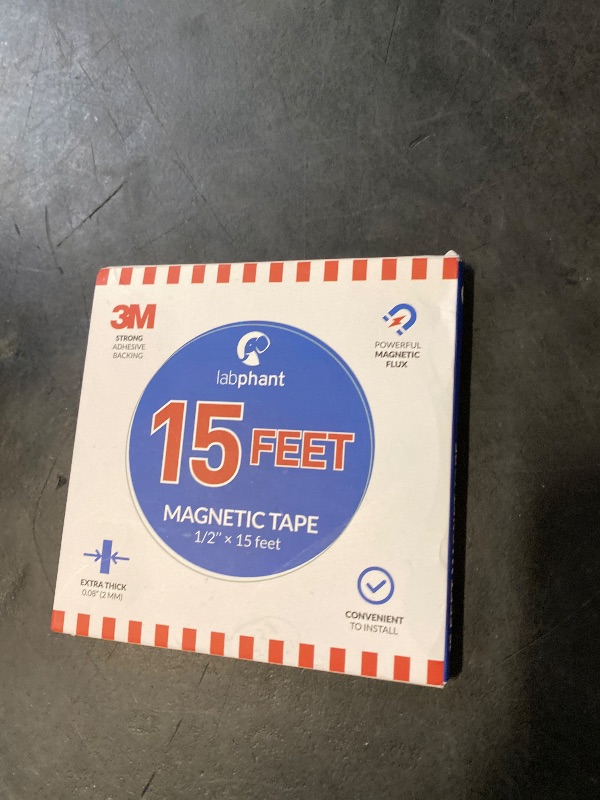 3M
STRONG
ADHESIVE
BACKING
POWERFUL
MAGNETIC
FLUX
labphant
15 FEET
MAGNETIC TAPE
1/2" × 15 feet
EXTRA THICK
0.08" (2 MM)
CONVENIENT
TO INSTALL